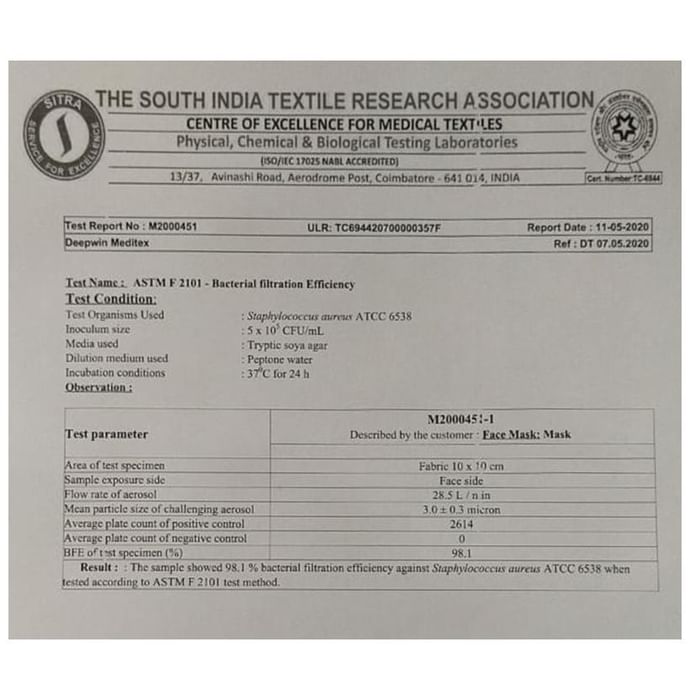 SITRA
SERVICE FOR EXCELLENCE
THE SOUTH INDIA TEXTILE RESEARCH ASSOCIATION
CENTRE OF EXCELLENCE FOR MEDICAL TEXTILES
Physical, Chemical & Biological Testing Laboratories
(ISO/IEC 17025 NABL ACCREDITED)
13/37, Avinashi Road, Aerodrome Post, Coimbatore - 641 014, INDIA
Cert. Number TC-6944
Test Report No : M2000451 ULR: TC694420700000357F Report Date : 11-05-2020
Deepwin Meditex Ref : DT 07.05.2020
Test Name : ASTM F 2101 - Bacterial filtration Efficiency
Test Condition:
Test Organisms Used : Staphylococcus aureus ATCC 6538
Inoculum size : 5 x 10⁵ CFU/mL
Media used : Tryptic soya agar
Dilution medium used : Peptone water
Incubation conditions : 37°C for 24 h
Observation :
M2000451-1
Test parameter Described by the customer : Face Mask: Mask
Area of test specimen Fabric 10 x 10 cm
Sample exposure side Face side
Flow rate of aerosol 28.5 L / min
Mean particle size of challenging aerosol 3.0 ± 0.3 micron
Average plate count of positive control 2614
Average plate count of negative control 0
BFE of test specimen (%) 98.1
Result : : The sample showed 98.1 % bacterial filtration efficiency against Staphylococcus aureus ATCC 6538 when
tested according to ASTM F 2101 test method.